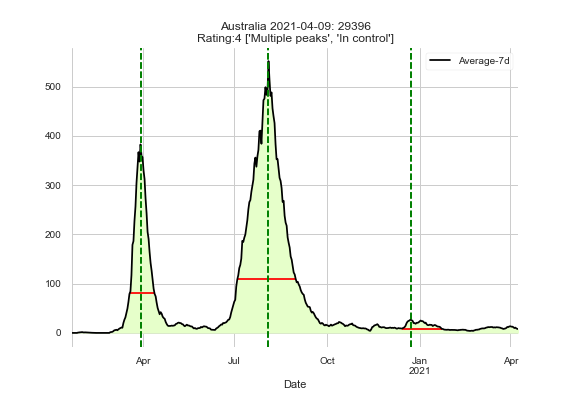 Australia 2021-04-09: 29396
Rating:4 ['Multiple peaks', 'In control']
Average-7d
500
400
300
200
100
0
Apr
Jul
Oct
Jan
2021
Apr
Date